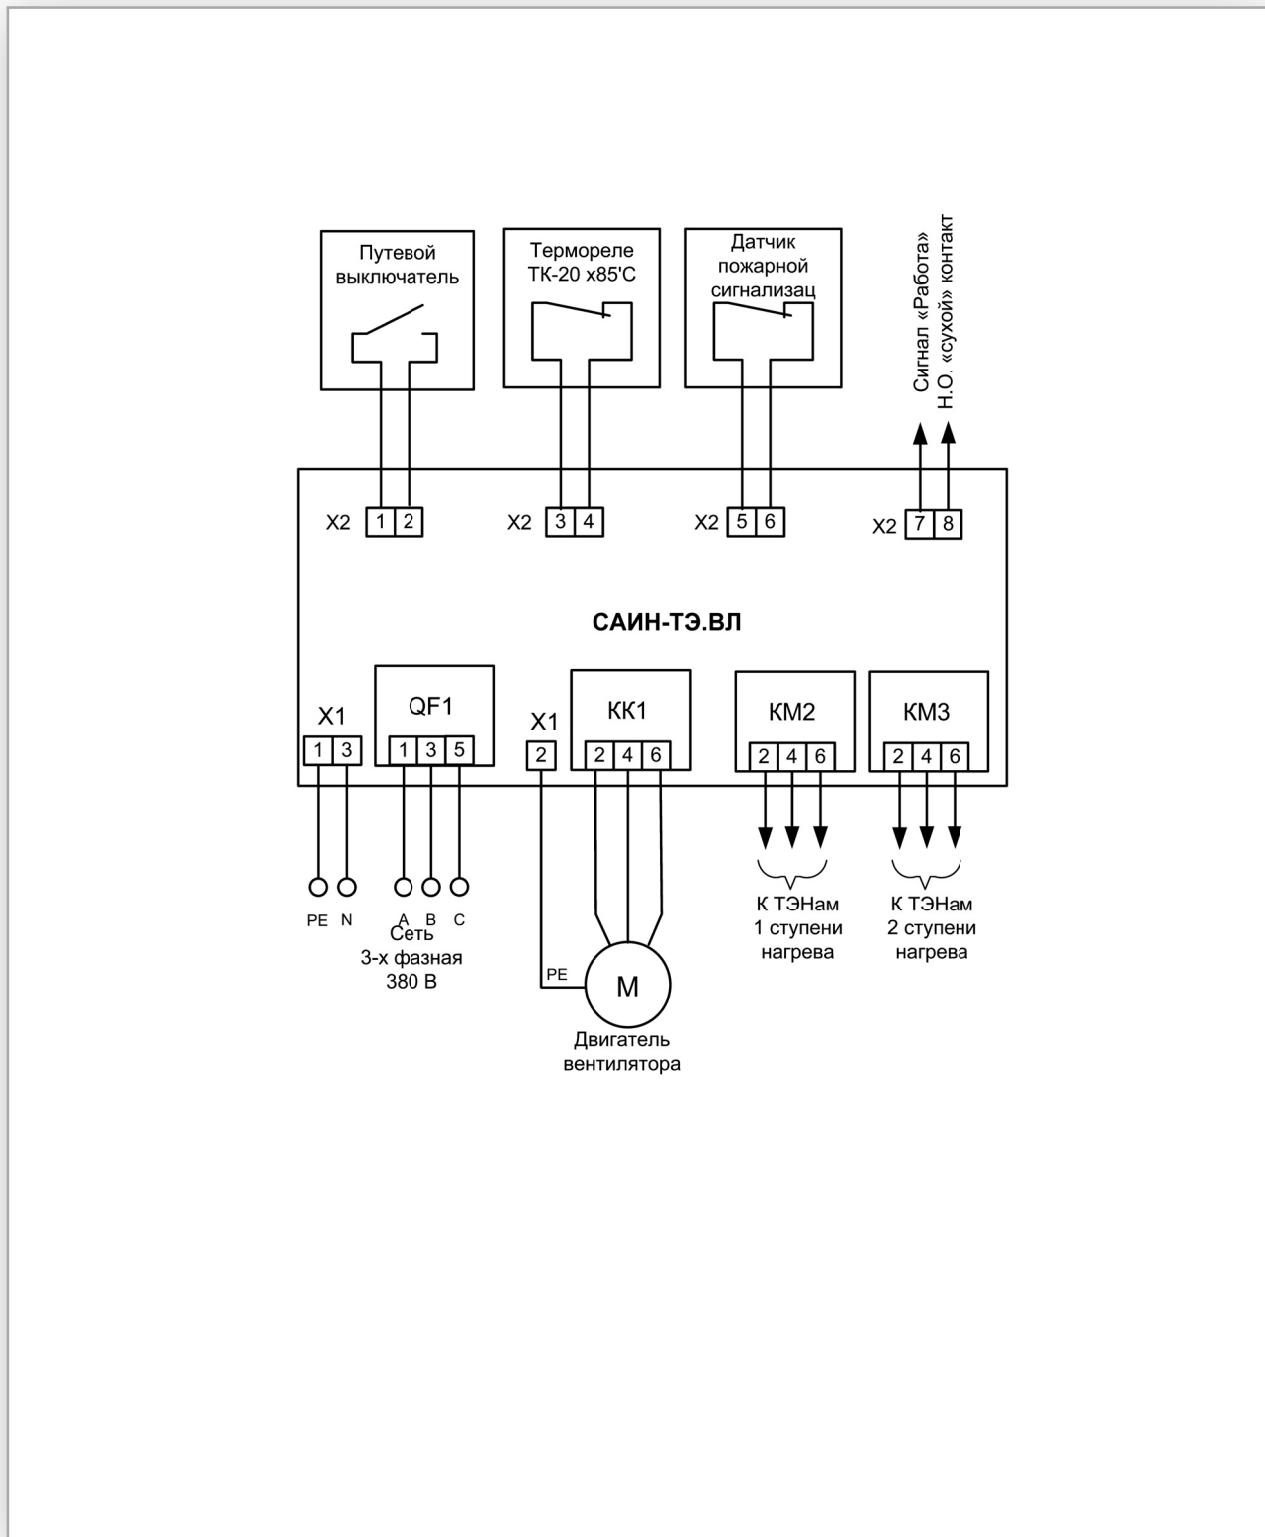 Путевой
выключатель
Термореле
ТК-20 х85'С
Датчик
пожарной
сигнализац
Сигнал «Работа»
Н.О. «сухой» контакт
X2
1 2
X2
3 4
X2
5 6
X2
7 8
САИН-ТЭ.ВЛ
X1
1 3
QF1
1 3 5
X1
2
КК1
2 4 6
КМ2
2 4 6
КМ3
2 4 6
PE N
A B C
Сеть
3-х фазная
380 В
PE
М
Двигатель
вентилятора
К ТЭНам
1 ступени
нагрева
К ТЭНам
2 ступени
нагрева